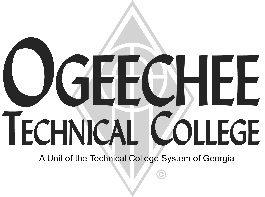 OGEECHEE
TECHNICAL COLLEGE
A Unit of the Technical College System of Georgia
©